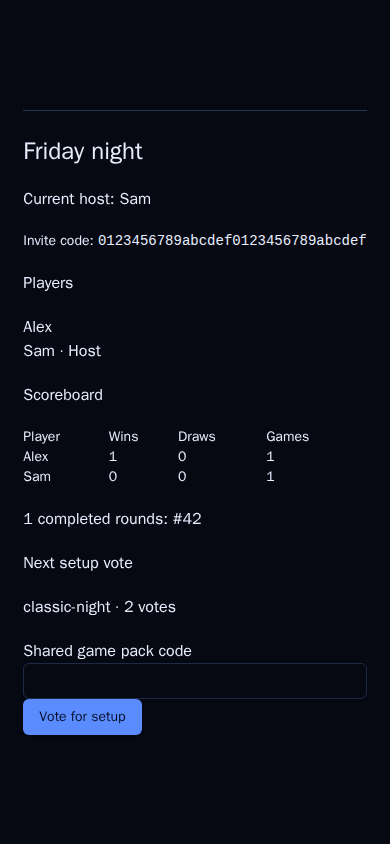 Friday night
Current host: Sam
Invite code: 0123456789abcdef0123456789abcdef
Players
Alex
Sam · Host
Scoreboard
Player Wins Draws Games
Alex 1 0 1
Sam 0 0 1
1 completed rounds: #42
Next setup vote
classic-night · 2 votes
Shared game pack code
Vote for setup